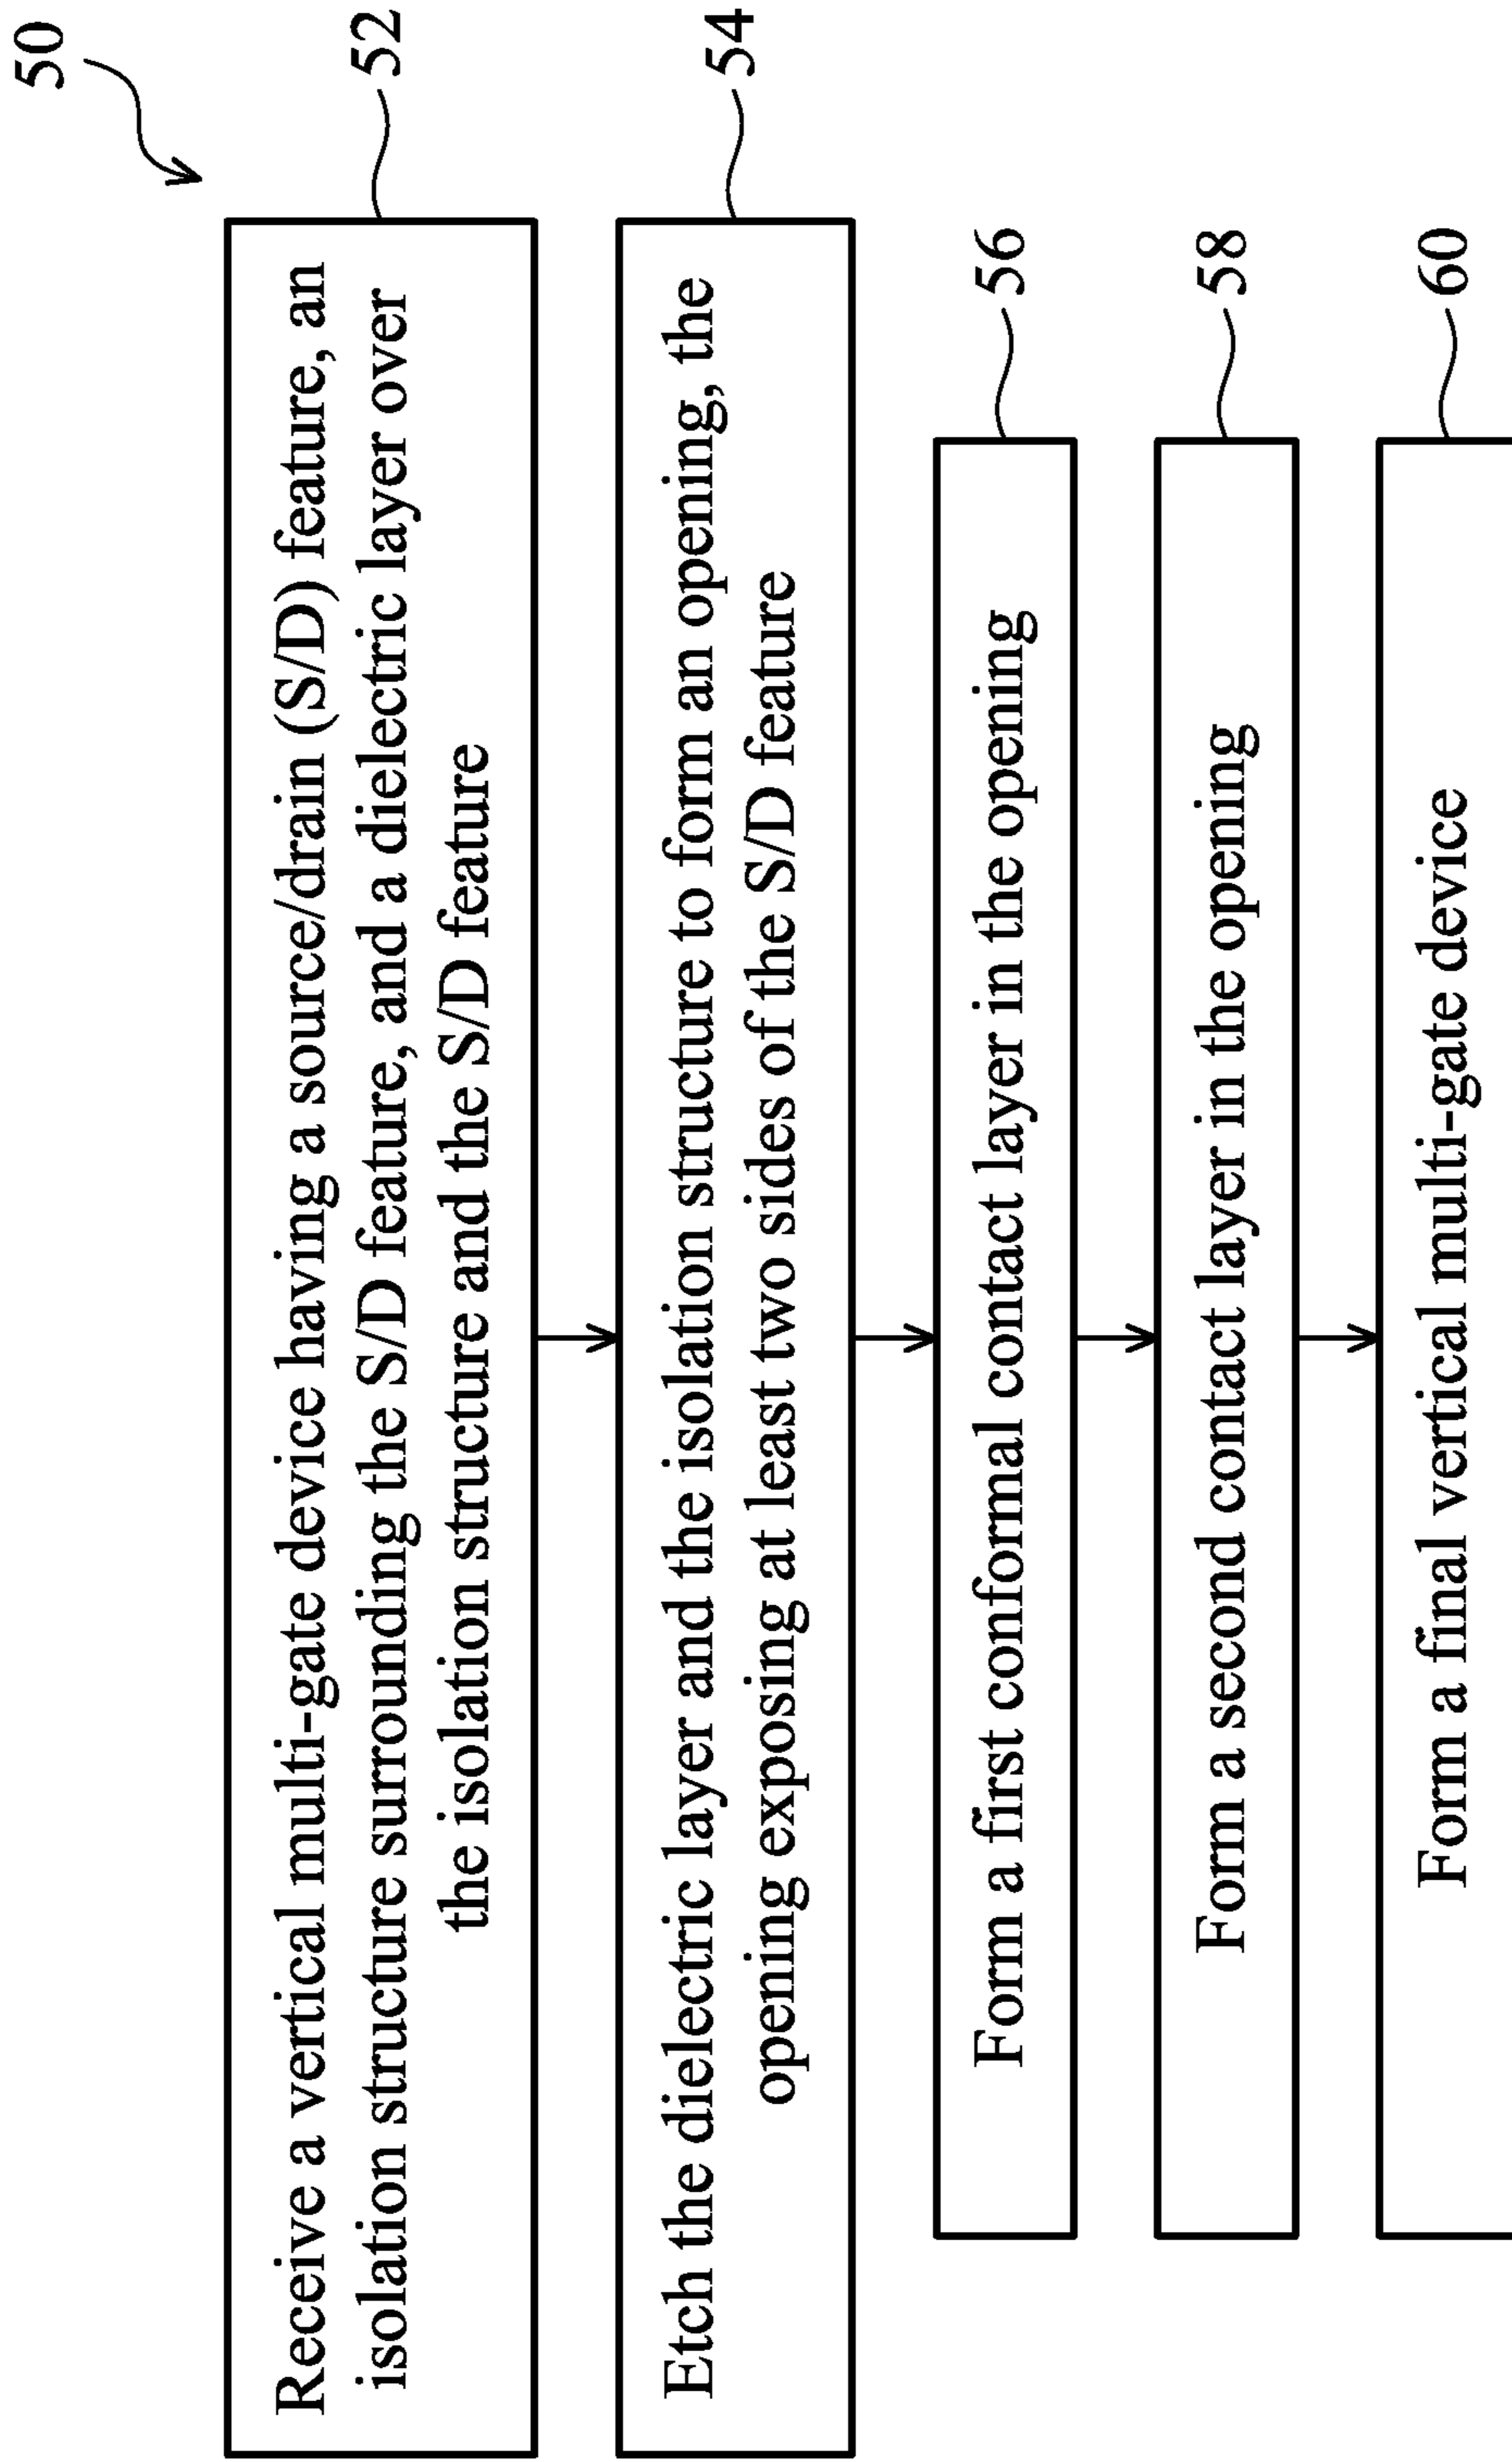 50
Receive a vertical multi-gate device having a source/drain (S/D) feature, an
isolation structure surrounding the S/D feature, and a dielectric layer over
the isolation structure and the S/D feature
52
Etch the dielectric layer and the isolation structure to form an opening, the
opening exposing at least two sides of the S/D feature
54
Form a first conformal contact layer in the opening
56
Form a second contact layer in the opening
58
Form a final vertical multi-gate device
60